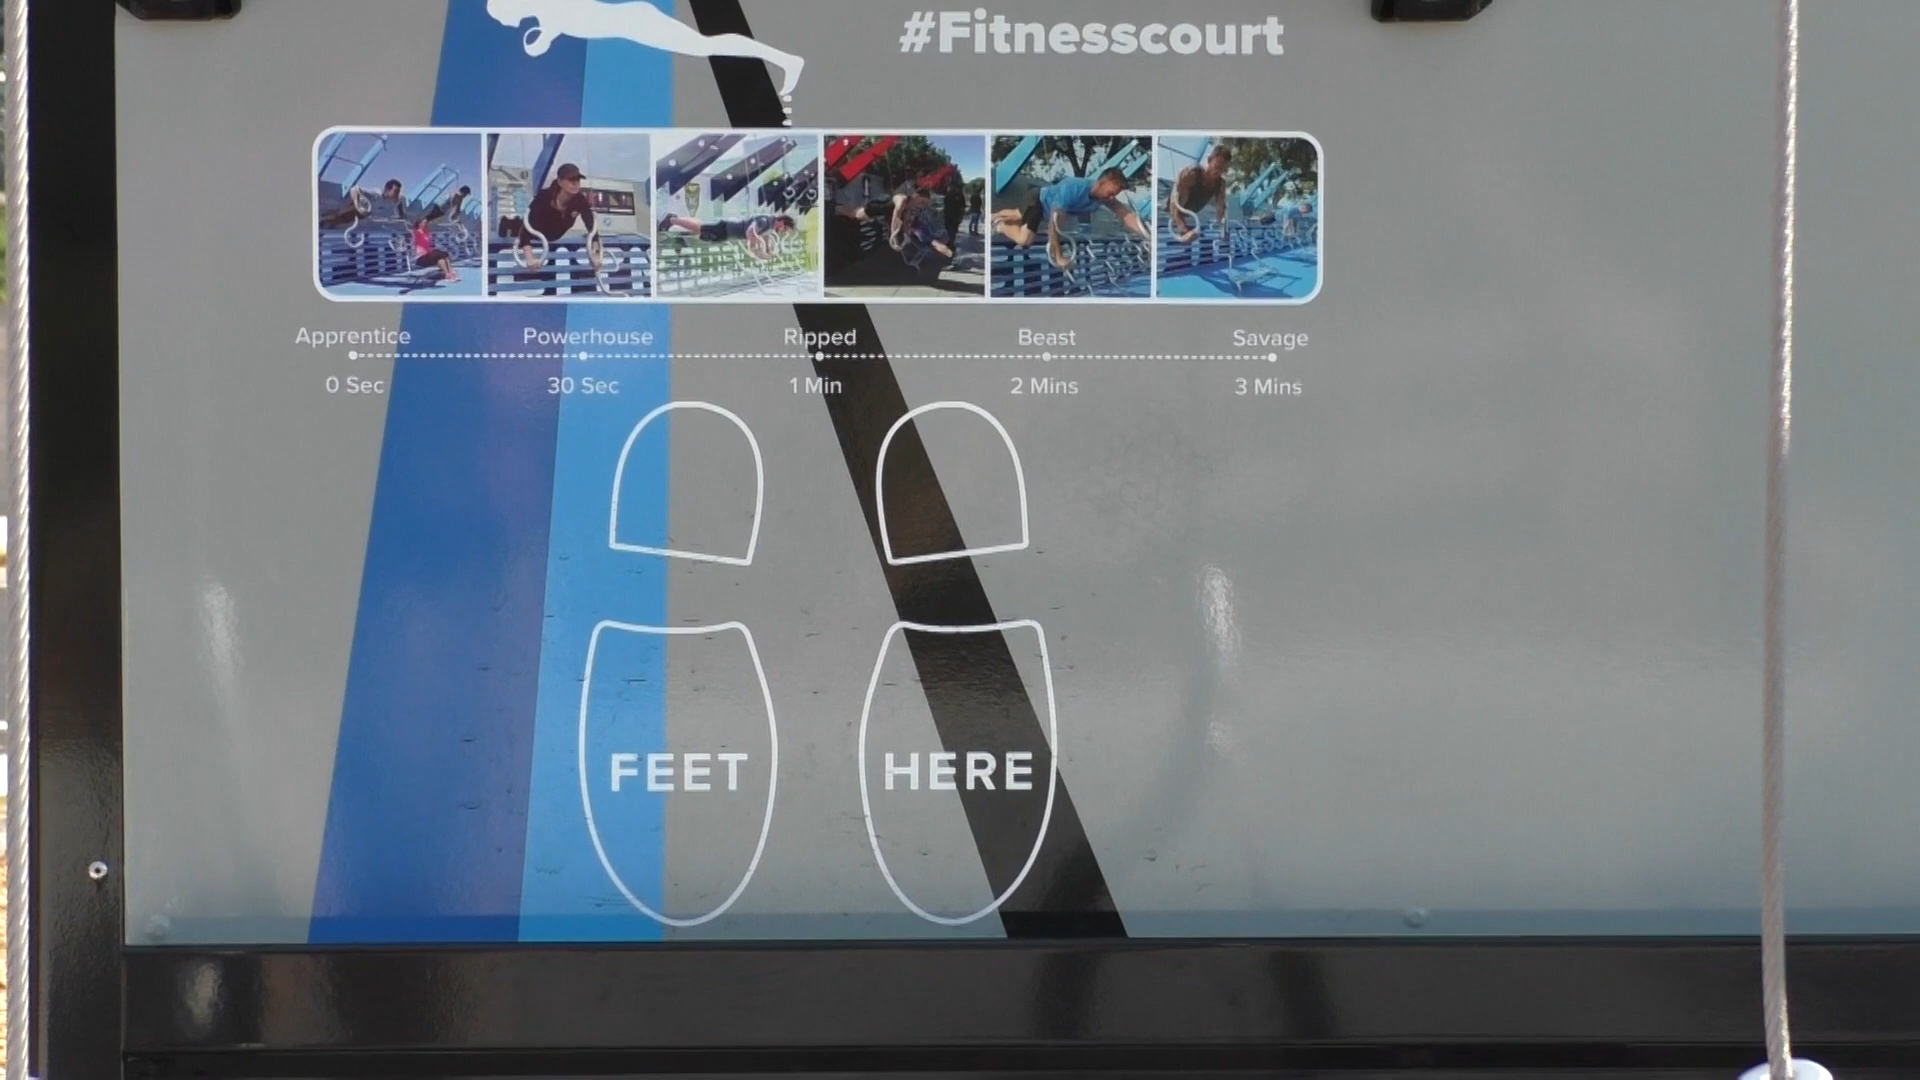 #Fitnesscourt
Apprentice Powerhouse Ripped Beast Savage
0 Sec 30 Sec 1 Min 2 Mins 3 Mins
FEET HERE